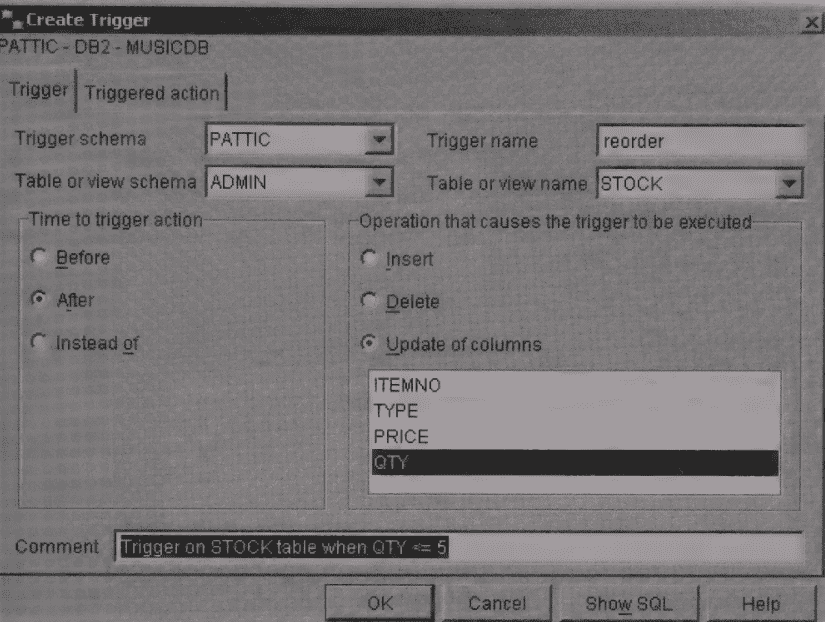 Create Trigger
PATTIC - DB2 - MUSICDB
Trigger Triggered action
Trigger schema PATTIC Trigger name reorder
Table or view schema ADMIN Table or view name STOCK
Time to trigger action Operation that causes the trigger to be executed
Before Insert
After Delete
Instead of Update of columns
ITEMNO
TYPE
PRICE
QTY
Comment Trigger on STOCK table when QTY <= 5
OK Cancel Show SQL Help